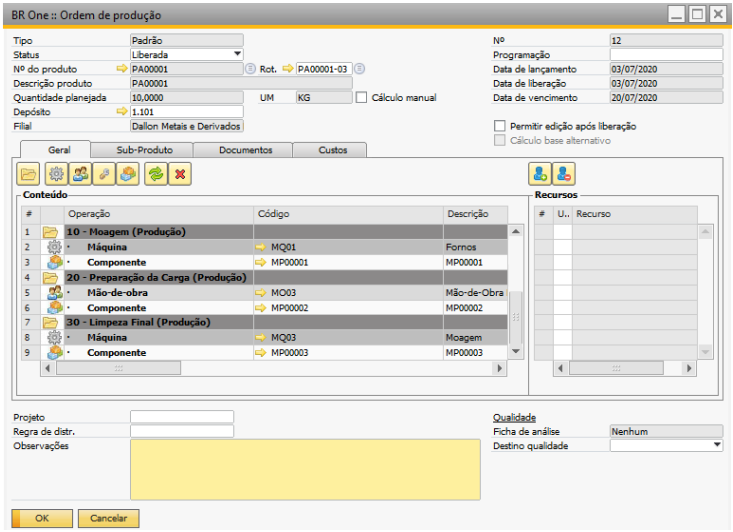 BR One :: Ordem de produção
Tipo Padrão Nº 12
Status Liberada Programação
Nº do produto PA00001 Rot. PA00001-03 Data de lançamento 03/07/2020
Descrição produto PA00001 Data de liberação 03/07/2020
Quantidade planejada 10,0000 UM KG Cálculo manual Data de vencimento 20/07/2020
Depósito 1.101
Filial Dallon Metais e Derivados Permitir edição após liberação
Cálculo base alternativo
Geral Sub-Produto Documentos Custos
Conteúdo Recursos
# Operação Código Descrição # U.. Recurso
1 10 - Moagem (Produção)
2 · Máquina MQ01 Fornos
3 · Componente MP00001 MP00001
4 20 - Preparação da Carga (Produção)
5 · Mão-de-obra MO03 Mão-de-Obra
6 · Componente MP00002 MP00002
7 30 - Limpeza Final (Produção)
8 · Máquina MQ03 Moagem
9 · Componente MP00003 MP00003
Projeto Qualidade
Regra de distr. Ficha de análise Nenhum
Observações Destino qualidade
OK Cancelar